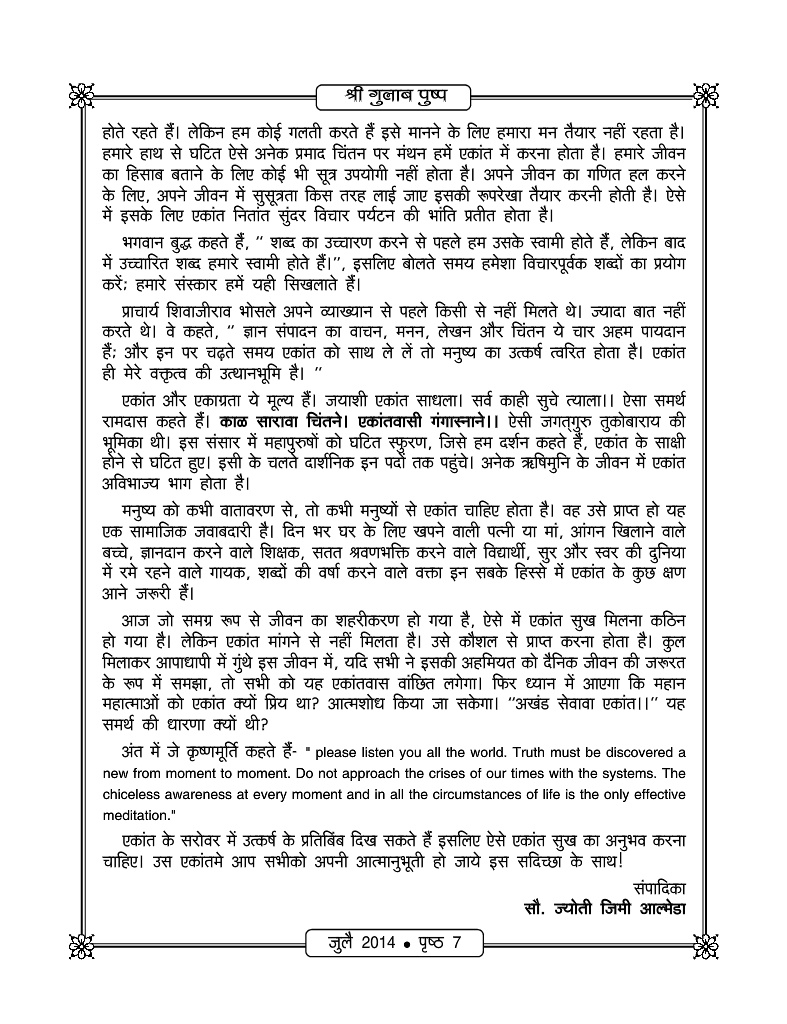 श्री गुलाब पुष्प
होते रहते हैं। लेकिन हम कोई गलती करते हैं इसे मानने के लिए हमारा मन तैयार नहीं रहता है।
हमारे हाथ से घटित ऐसे अनेक प्रमाद चिंतन पर मंथन हमें एकांत में करना होता है। हमारे जीवन
का हिसाब बताने के लिए कोई भी सूत्र उपयोगी नहीं होता है। अपने जीवन का गणित हल करने
के लिए, अपने जीवन में सुसूत्रता किस तरह लाई जाए इसकी रूपरेखा तैयार करनी होती है। ऐसे
में इसके लिए एकांत नितांत सुंदर विचार पर्यटन की भांति प्रतीत होता है।
भगवान बुद्ध कहते हैं, " शब्द का उच्चारण करने से पहले हम उसके स्वामी होते हैं, लेकिन बाद
में उच्चारित शब्द हमारे स्वामी होते हैं।", इसलिए बोलते समय हमेशा विचारपूर्वक शब्दों का प्रयोग
करें; हमारे संस्कार हमें यही सिखलाते हैं।
प्राचार्य शिवाजीराव भोसले अपने व्याख्यान से पहले किसी से नहीं मिलते थे। ज्यादा बात नहीं
करते थे। वे कहते, " ज्ञान संपादन का वाचन, मनन, लेखन और चिंतन ये चार अहम पायदान
हैं; और इन पर चढ़ते समय एकांत को साथ ले लें तो मनुष्य का उत्कर्ष त्वरित होता है। एकांत
ही मेरे वक्तृत्व की उत्थानभूमि है। "
एकांत और एकाग्रता ये मूल्य हैं। जयाशी एकांत साधला। सर्व काही सुचे त्याला।। ऐसा समर्थ
रामदास कहते हैं। काळ सारावा चिंतने। एकांतवासी गंगास्नाने।। ऐसी जगत्‌गुरु तुकोबाराय की
भूमिका थी। इस संसार में महापुरुषों को घटित स्फुरण, जिसे हम दर्शन कहते हैं, एकांत के साक्षी
होने से घटित हुए। इसी के चलते दार्शनिक इन पदों तक पहुंचे। अनेक ऋषिमुनि के जीवन में एकांत
अविभाज्य भाग होता है।
मनुष्य को कभी वातावरण से, तो कभी मनुष्यों से एकांत चाहिए होता है। वह उसे प्राप्त हो यह
एक सामाजिक जवाबदारी है। दिन भर घर के लिए खपने वाली पत्नी या मां, आंगन खिलाने वाले
बच्चे, ज्ञानदान करने वाले शिक्षक, सतत श्रवणभक्ति करने वाले विद्यार्थी, सुर और स्वर की दुनिया
में रमे रहने वाले गायक, शब्दों की वर्षा करने वाले वक्ता इन सबके हिस्से में एकांत के कुछ क्षण
आने जरूरी हैं।
आज जो समग्र रूप से जीवन का शहरीकरण हो गया है, ऐसे में एकांत सुख मिलना कठिन
हो गया है। लेकिन एकांत मांगने से नहीं मिलता है। उसे कौशल से प्राप्त करना होता है। कुल
मिलाकर आपाधापी में गुंथे इस जीवन में, यदि सभी ने इसकी अहमियत को दैनिक जीवन की जरूरत
के रूप में समझा, तो सभी को यह एकांतवास वांछित लगेगा। फिर ध्यान में आएगा कि महान
महात्माओं को एकांत क्यों प्रिय था? आत्मशोध किया जा सकेगा। "अखंड सेवावा एकांत।।" यह
समर्थ की धारणा क्यों थी?
अंत में जे कृष्णमूर्ति कहते हैं- " please listen you all the world. Truth must be discovered a
new from moment to moment. Do not approach the crises of our times with the systems. The
chiceless awareness at every moment and in all the circumstances of life is the only effective
meditation."
एकांत के सरोवर में उत्कर्ष के प्रतिबिंब दिख सकते हैं इसलिए ऐसे एकांत सुख का अनुभव करना
चाहिए। उस एकांतमे आप सभीको अपनी आत्मानुभूती हो जाये इस सदिच्छा के साथ!
संपादिका
सौ. ज्योती जिमी आल्मेडा
जुलै 2014 ● पृष्ठ 7